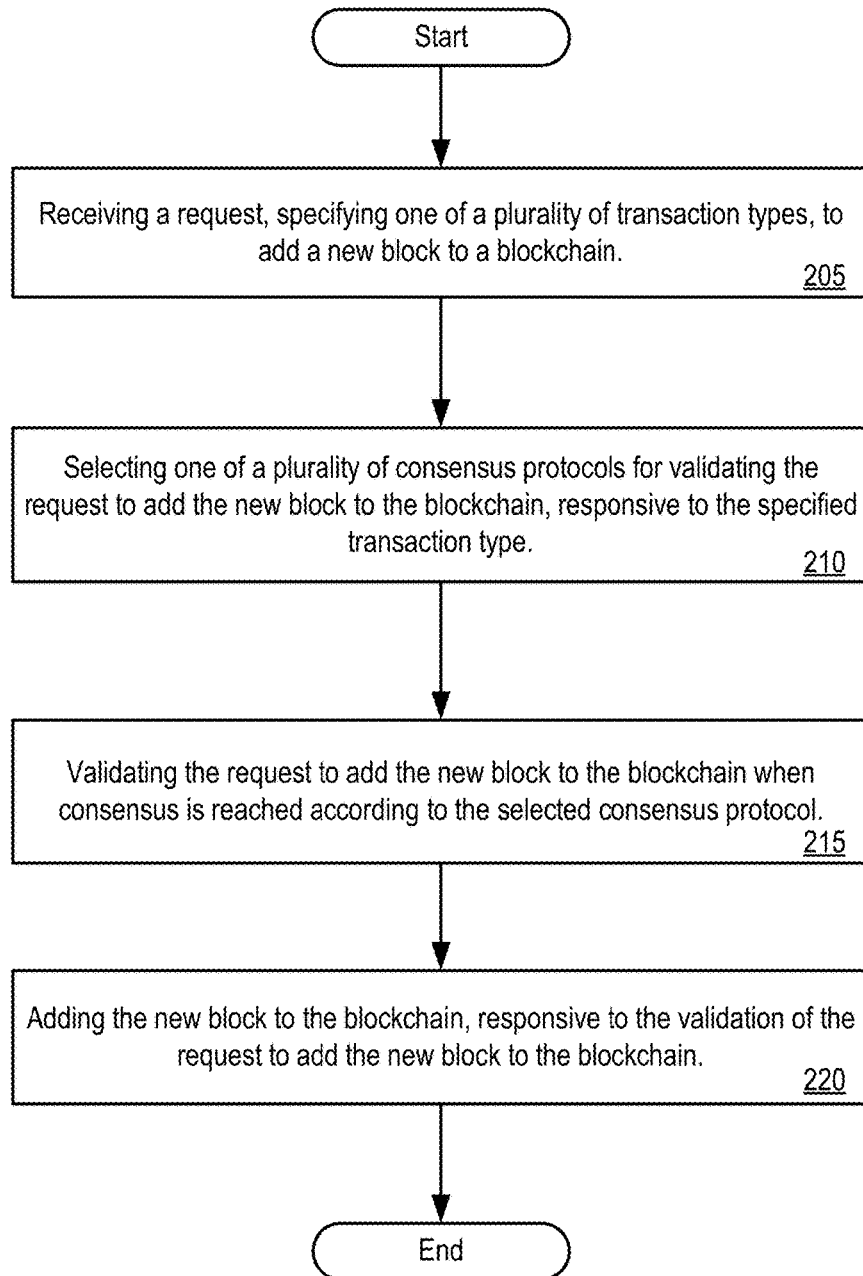 Start
Receiving a request, specifying one of a plurality of transaction types, to
add a new block to a blockchain.
205
Selecting one of a plurality of consensus protocols for validating the
request to add the new block to the blockchain, responsive to the specified
transaction type.
210
Validating the request to add the new block to the blockchain when
consensus is reached according to the selected consensus protocol.
215
Adding the new block to the blockchain, responsive to the validation of the
request to add the new block to the blockchain.
220
End